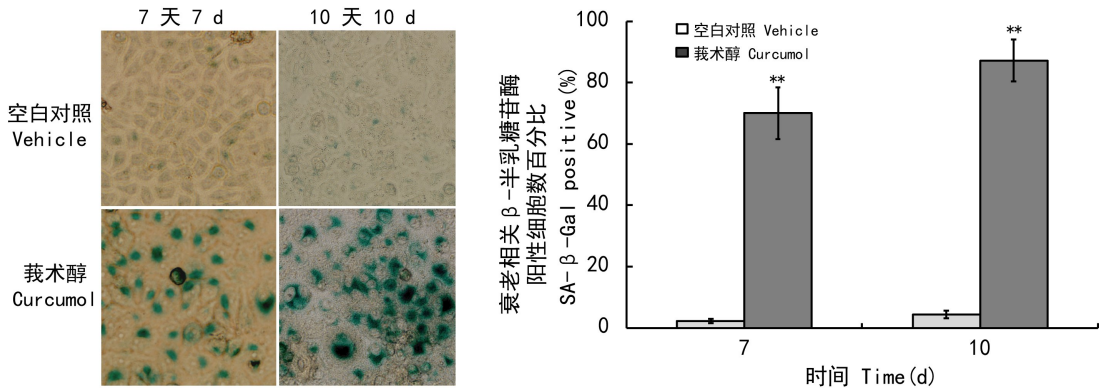 7 天 7 d
10 天 10 d
空白对照
Vehicle
莪术醇
Curcumol
衰老相关 β-半乳糖苷酶
阳性细胞数百分比
SA-β-Gal positive(%)
100
80
60
40
20
0
空白对照 Vehicle
莪术醇 Curcumol
**
**
7
10
时间 Time(d)